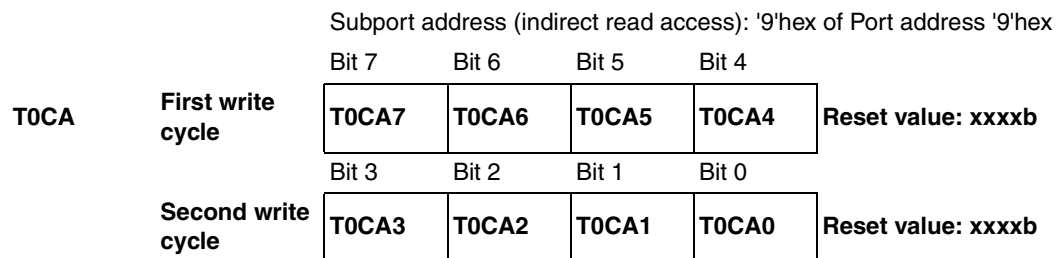 Subport address (indirect read access): '9'hex of Port address '9'hex
Bit 7 Bit 6 Bit 5 Bit 4
T0CA First write cycle T0CA7 T0CA6 T0CA5 T0CA4 Reset value: xxxxb
Bit 3 Bit 2 Bit 1 Bit 0
Second write cycle T0CA3 T0CA2 T0CA1 T0CA0 Reset value: xxxxb